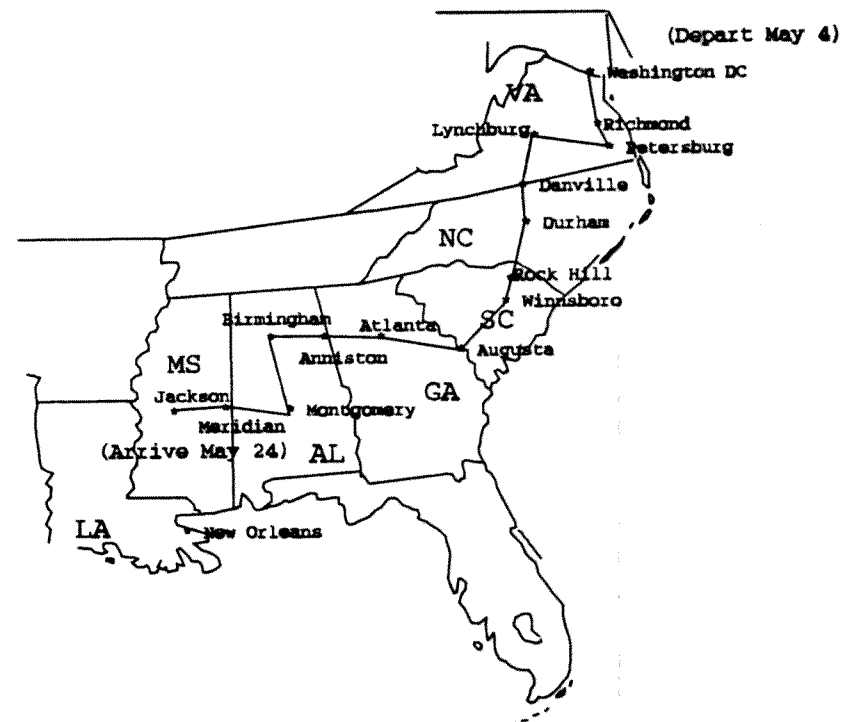 (Depart May 4)
Washington DC
VA
Richmond
Lynchburg
Petersburg
Danville
Durham
NC
Rock Hill
Winnsboro
SC
Birmingham
Atlanta
Augusta
Anniston
MS
GA
Jackson
Montgomery
Meridian
(Arrive May 24)
AL
LA
New Orleans